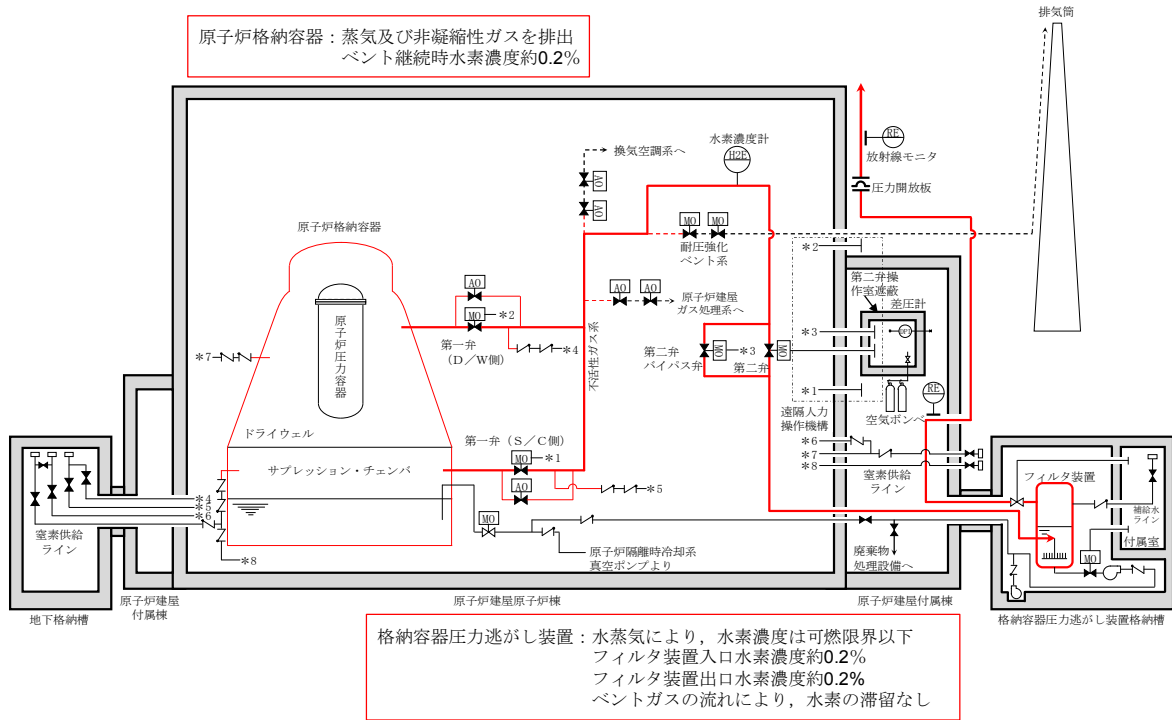 原子炉格納容器：蒸気及び非凝縮性ガスを排出
ベント継続時水素濃度約0.2%
排気筒
RE
放射線モニタ
水素濃度計
H2E
換気空調系へ
AO
AO
圧力開放板
原子炉格納容器
MO
MO
耐圧強化
ベント系
*2
第二弁操
作室遮蔽
差圧計
AO
AO
AO
原子炉建屋
ガス処理系へ
MO
*2
*3
DPI
原子炉圧力容器
第一弁
（D／W側）
*4
不活性ガス系
第二弁
バイパス弁
MO
*3
第二弁
MO
*7
*1
RE
遠隔人力
操作機構
空気ボンベ
ドライウェル
第一弁（S／C側）
*6
MO
*1
*7
サプレッション・チェンバ
*8
フィルタ装置
AO
*5
窒素供給
ライン
*4
*5
*6
補給水
ライン
MO
窒素供給
ライン
付属室
*8
原子炉隔離時冷却系
真空ポンプより
廃棄物
処理設備へ
MO
地下格納槽
原子炉建屋
付属棟
原子炉建屋原子炉棟
原子炉建屋付属棟
格納容器圧力逃がし装置格納槽
格納容器圧力逃がし装置：水蒸気により，水素濃度は可燃限界以下
フィルタ装置入口水素濃度約0.2%
フィルタ装置出口水素濃度約0.2%
ベントガスの流れにより，水素の滞留なし